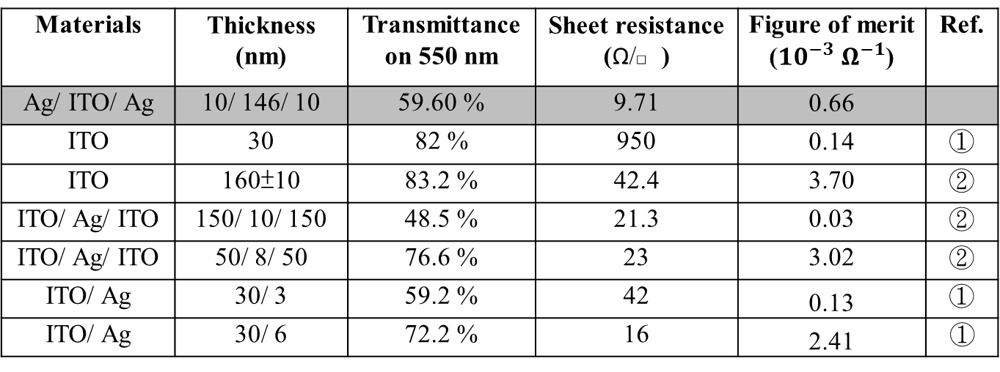 Materials Thickness (nm) Transmittance on 550 nm Sheet resistance (Ω/□ ) Figure of merit (10⁻³ Ω⁻¹) Ref.
Ag/ ITO/ Ag 10/ 146/ 10 59.60 % 9.71 0.66
ITO 30 82 % 950 0.14 ①
ITO 160±10 83.2 % 42.4 3.70 ②
ITO/ Ag/ ITO 150/ 10/ 150 48.5 % 21.3 0.03 ②
ITO/ Ag/ ITO 50/ 8/ 50 76.6 % 23 3.02 ②
ITO/ Ag 30/ 3 59.2 % 42 0.13 ①
ITO/ Ag 30/ 6 72.2 % 16 2.41 ①